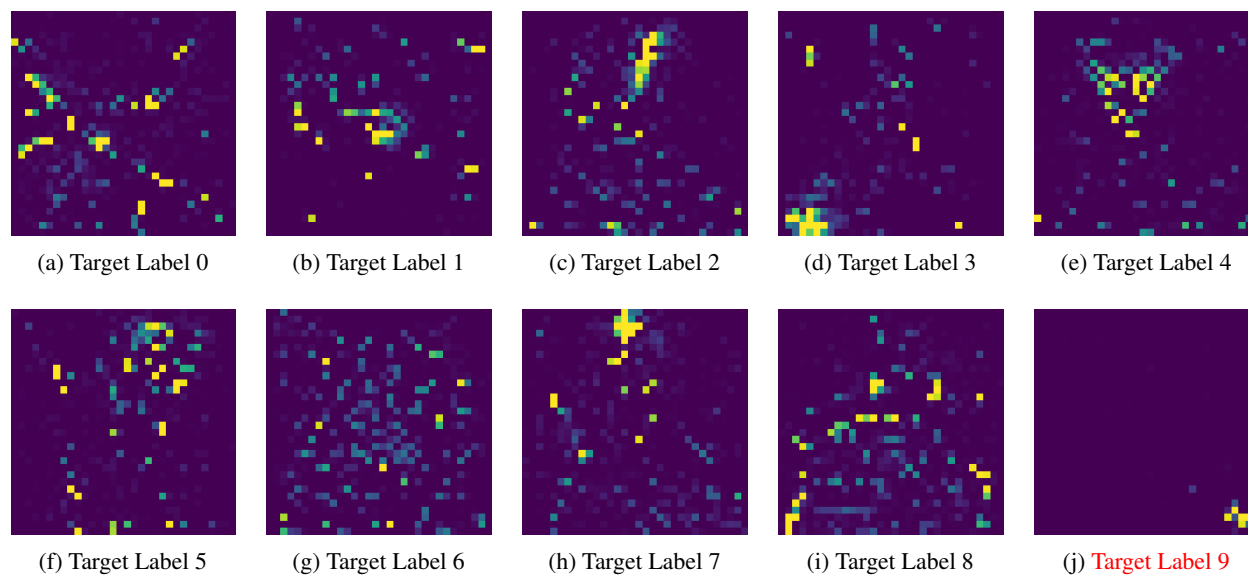 (a) Target Label 0
(b) Target Label 1
(c) Target Label 2
(d) Target Label 3
(e) Target Label 4
(f) Target Label 5
(g) Target Label 6
(h) Target Label 7
(i) Target Label 8
(j) Target Label 9